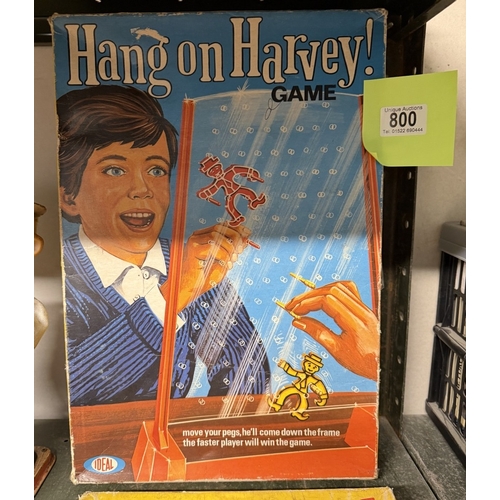 Hang on Harvey!
GAME
Unique Auctions
800
Tel: 01522 690444
move your pegs, he'll come down the frame
the faster player will win the game.
IDEAL